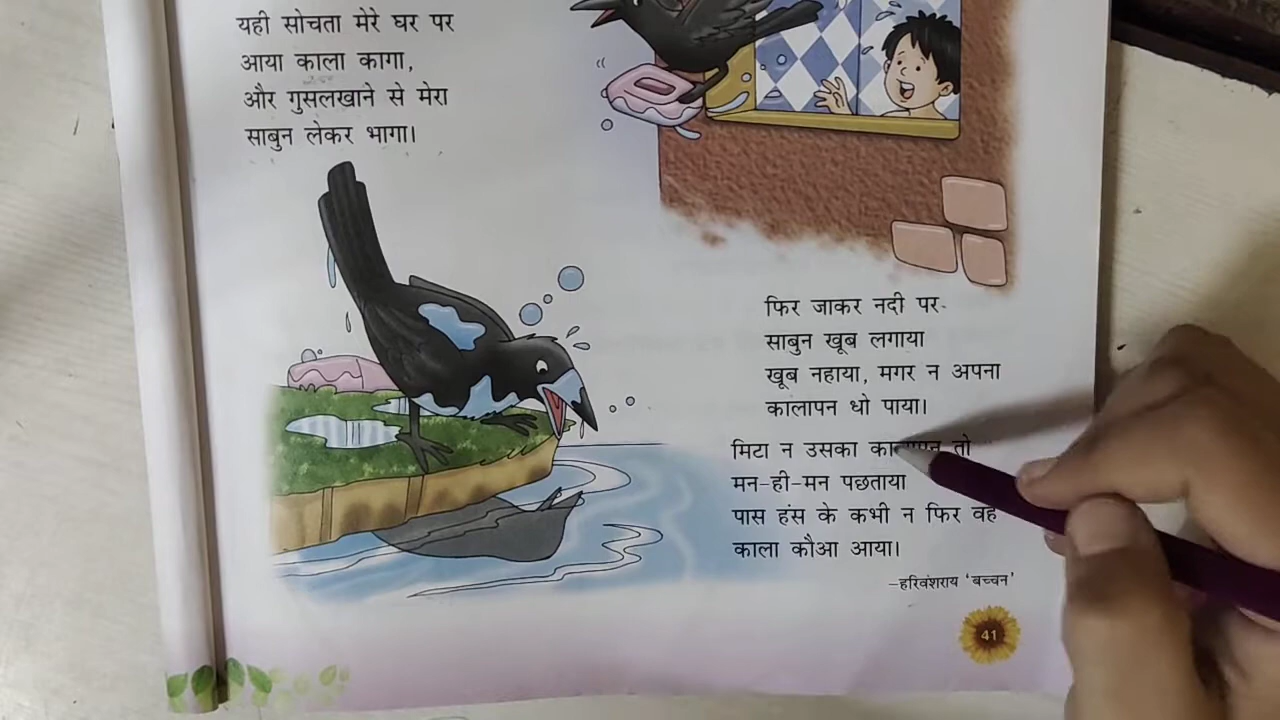 यही सोचता मेरे घर पर
आया काला कागा,
और गुसलखाने से मेरा
साबुन लेकर भागा।
फिर जाकर नदी पर-
साबुन खूब लगाया
खूब नहाया, मगर न अपना
कालापन धो पाया।
मिटा न उसका तो
मन-ही-मन पछताया
पास हंस के कभी न फिर वह
काला कौआ आया।
-हरिवंशराय 'बच्चन'
41